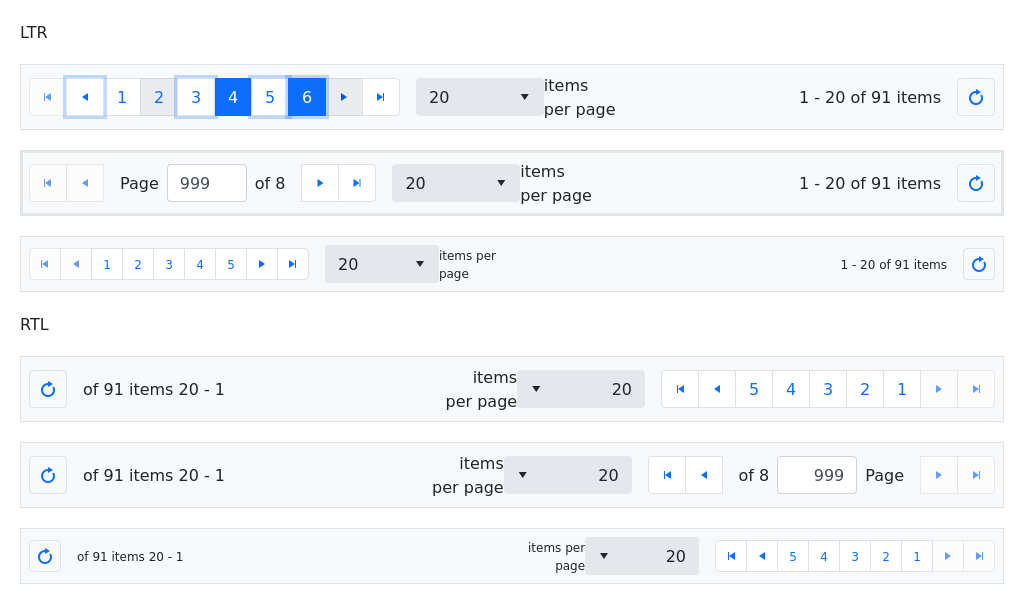 LTR
1 2 3 4 5 6 20 items per page 1 - 20 of 91 items
Page 999 of 8 20 items per page 1 - 20 of 91 items
1 2 3 4 5 20 items per page 1 - 20 of 91 items
RTL
of 91 items 20 - 1 items per page 20 5 4 3 2 1
of 91 items 20 - 1 items per page 20 of 8 999 Page
of 91 items 20 - 1 items per page 20 5 4 3 2 1